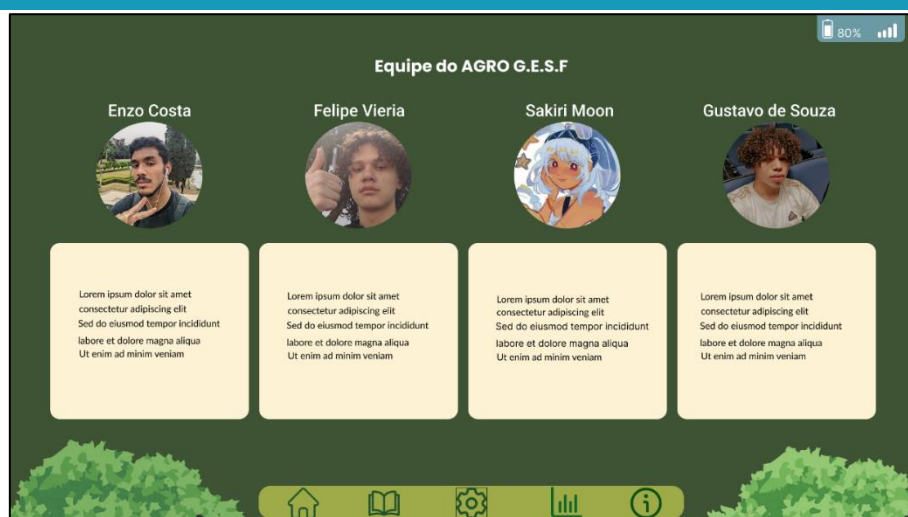 80%
Equipe do AGRO G.E.S.F
Enzo Costa
Felipe Vieria
Sakiri Moon
Gustavo de Souza
Lorem ipsum dolor sit amet
consectetur adipiscing elit
Sed do eiusmod tempor incididunt
labore et dolore magna aliqua
Ut enim ad minim veniam
Lorem ipsum dolor sit amet
consectetur adipiscing elit
Sed do eiusmod tempor incididunt
labore et dolore magna aliqua
Ut enim ad minim veniam
Lorem ipsum dolor sit amet
consectetur adipiscing elit
Sed do eiusmod tempor incididunt
labore et dolore magna aliqua
Ut enim ad minim veniam
Lorem ipsum dolor sit amet
consectetur adipiscing elit
Sed do eiusmod tempor incididunt
labore et dolore magna aliqua
Ut enim ad minim veniam